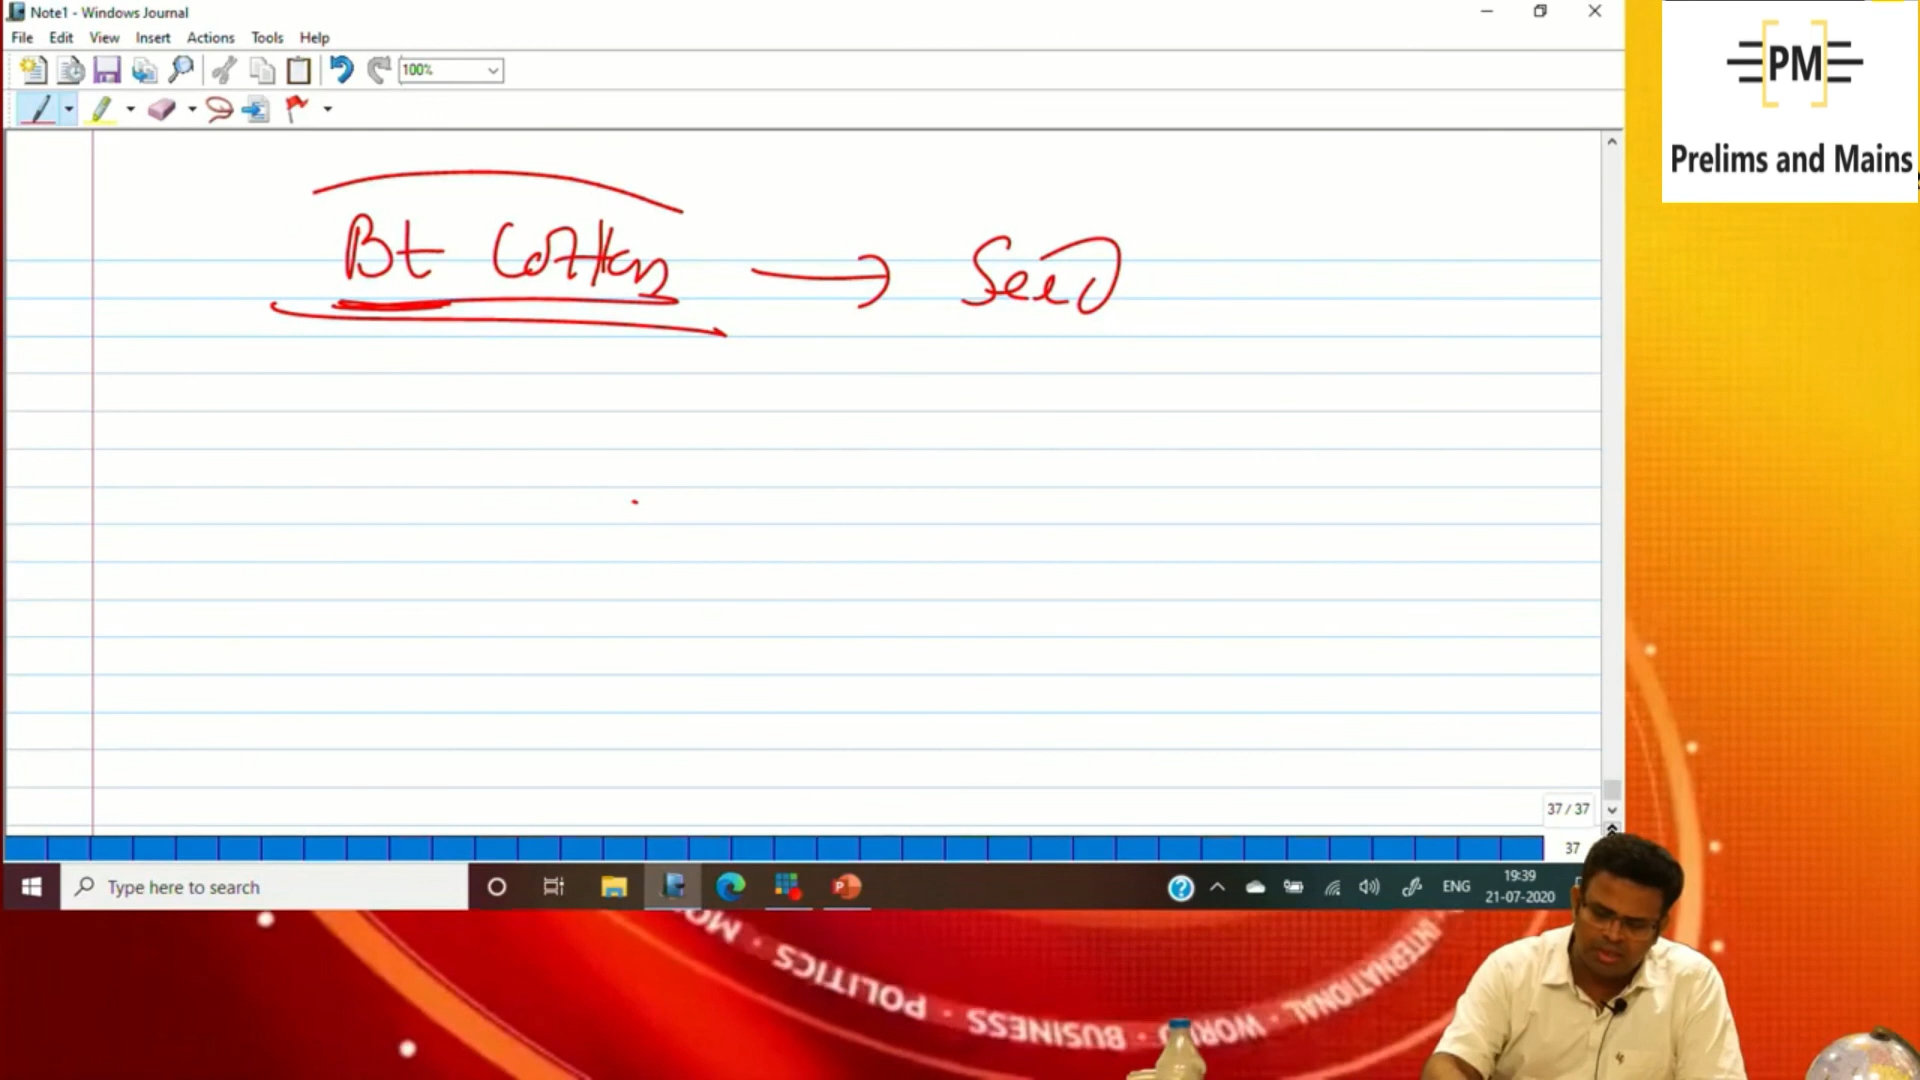 Note1 - Windows Journal
File Edit View Insert Actions Tools Help
100%
Bt Cotton → Seed
37 / 37
37
Type here to search
ENG
19:39
21-07-2020
PM
Prelims and Mains
POLITICS · BUSINESS · WORLD · INTERNATIONAL